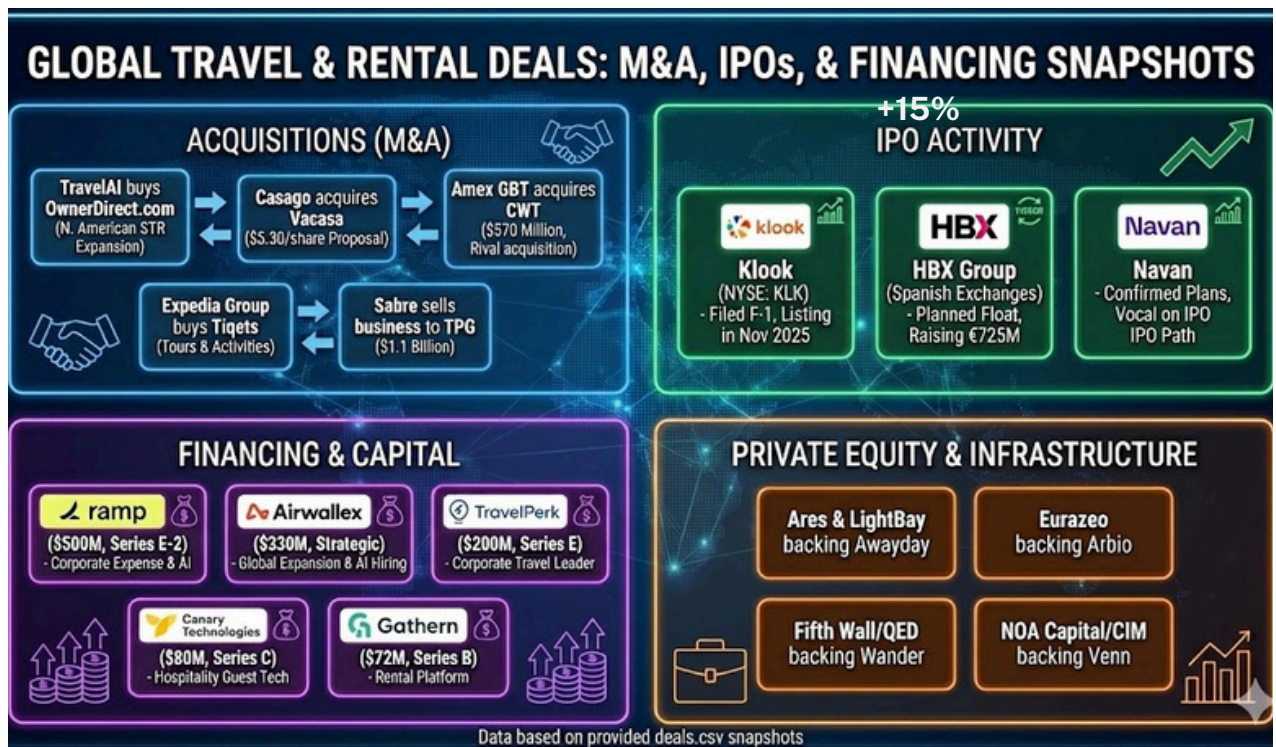 GLOBAL TRAVEL & RENTAL DEALS: M&A, IPOs, & FINANCING SNAPSHOTS
ACQUISITIONS (M&A)
TravelAI buys
OwnerDirect.com
(N. American STR
Expansion)
Casago acquires
Vacasa
($5.30/share Proposal)
Amex GBT acquires
CWT
($570 Million,
Rival acquisition)
Expedia Group
buys Tiqets
(Tours & Activities)
Sabre sells
business to TPG
($1.1 Billion)
+15%
IPO ACTIVITY
klook
Klook
(NYSE: KLK)
- Filed F-1, Listing
in Nov 2025
HBX
HBX Group
(Spanish Exchanges)
- Planned Float,
Raising €725M
Navan
Navan
- Confirmed Plans,
Vocal on IPO
IPO Path
FINANCING & CAPITAL
ramp
($500M, Series E-2)
- Corporate Expense & AI
Airwallex
($330M, Strategic)
- Global Expansion & AI Hiring
TravelPerk
($200M, Series E)
- Corporate Travel Leader
Canary
Technologies
($80M, Series C)
- Hospitality Guest Tech
Gathern
($72M, Series B)
- Rental Platform
PRIVATE EQUITY & INFRASTRUCTURE
Ares & LightBay
backing Awayday
Eurazeo
backing Arbio
Fifth Wall/QED
backing Wander
NOA Capital/CIM
backing Venn
Data based on provided deals.csv snapshots